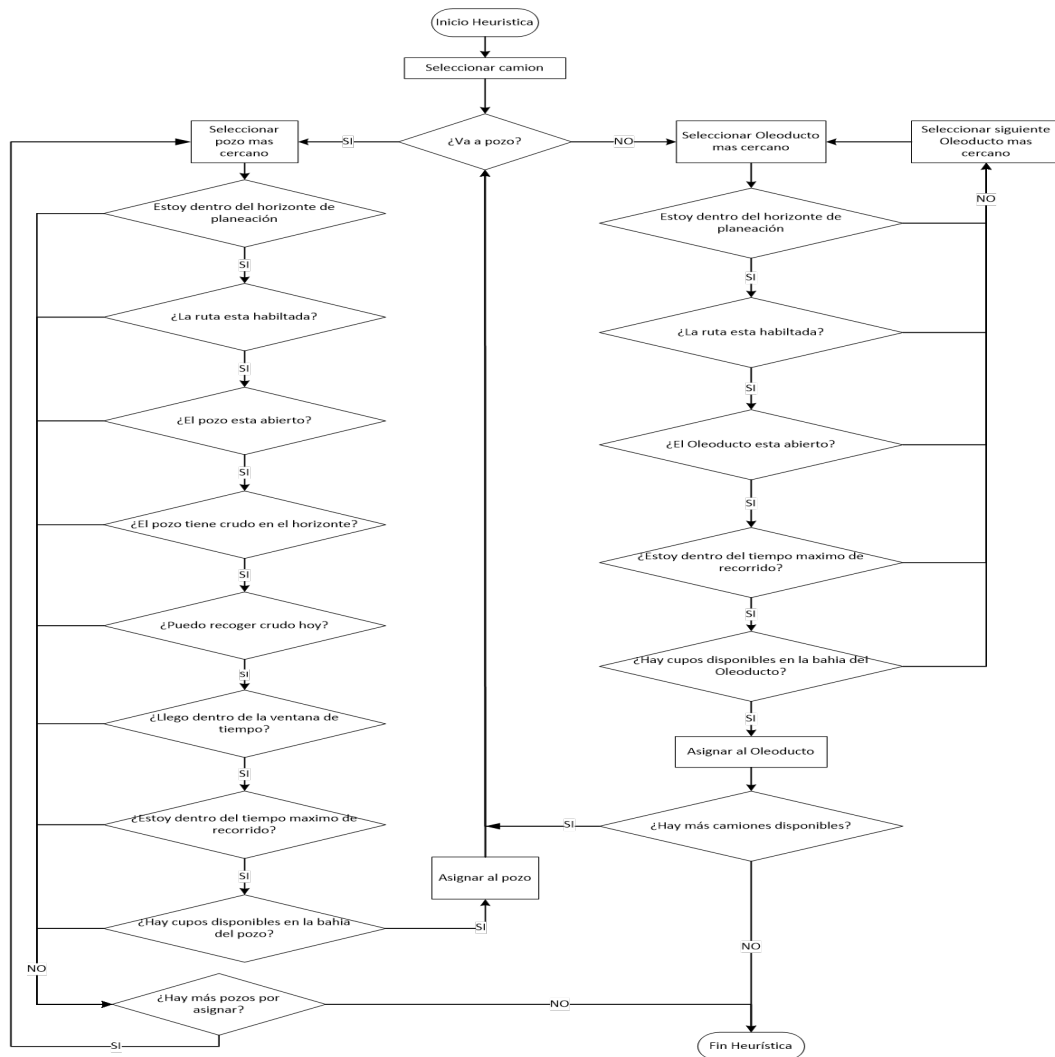 Inicio Heuristica
Seleccionar camion
¿Va a pozo?
SI
NO
Seleccionar
pozo mas
cercano
Estoy dentro del horizonte de
planeación
SI
¿La ruta esta habiltada?
SI
¿El pozo esta abierto?
SI
¿El pozo tiene crudo en el horizonte?
SI
¿Puedo recoger crudo hoy?
SI
¿Llego dentro de la ventana de
tiempo?
SI
¿Estoy dentro del tiempo maximo de
recorrido?
SI
¿Hay cupos disponibles en la bahia
del pozo?
SI
Asignar al pozo
NO
¿Hay más pozos por
asignar?
SI
NO
Seleccionar Oleoducto
mas cercano
Seleccionar siguiente
Oleoducto mas
cercano
NO
Estoy dentro del horizonte de
planeación
SI
¿La ruta esta habiltada?
SI
¿El Oleoducto esta abierto?
SI
¿Estoy dentro del tiempo maximo de
recorrido?
SI
¿Hay cupos disponibles en la bahia del
Oleoducto?
SI
Asignar al Oleoducto
¿Hay más camiones disponibles?
SI
NO
Fin Heurística